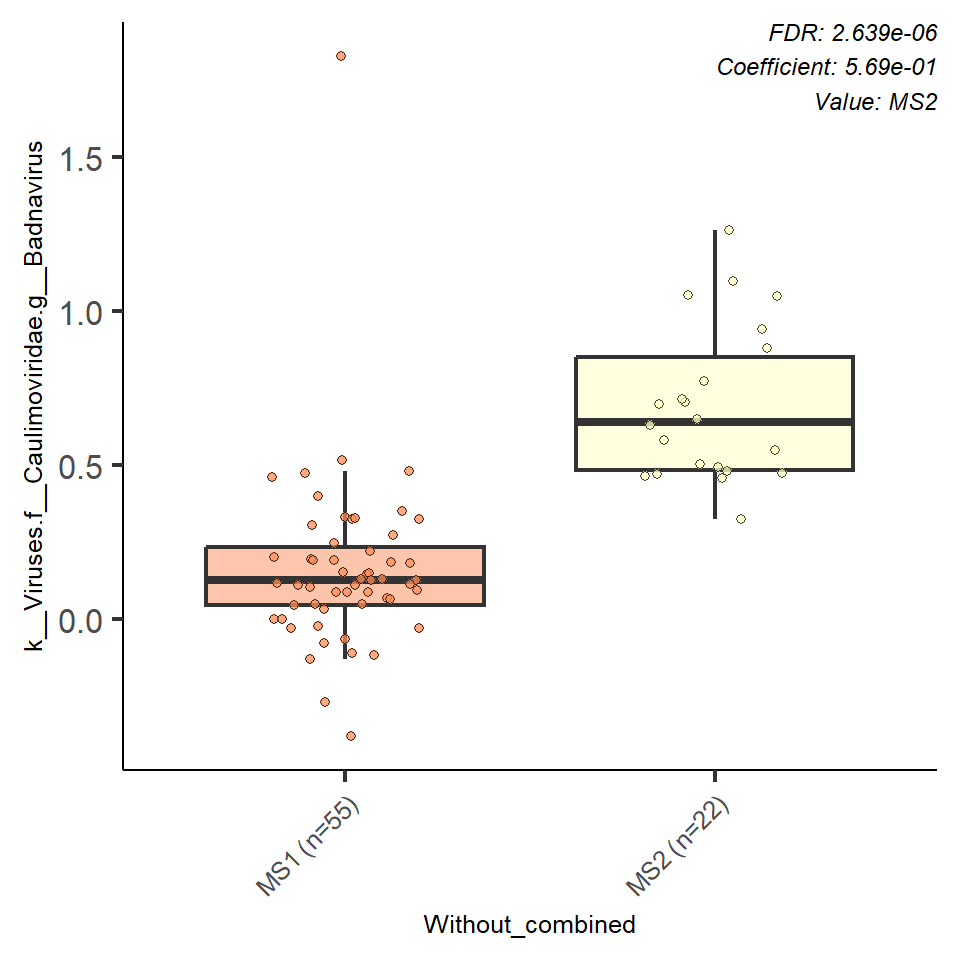 FDR: 2.639e-06
Coefficient: 5.69e-01
Value: MS2
k__Viruses.f__Caulimoviridae.g__Badnavirus
1.5
1.0
0.5
0.0
MS1 (n=55)
MS2 (n=22)
Without_combined